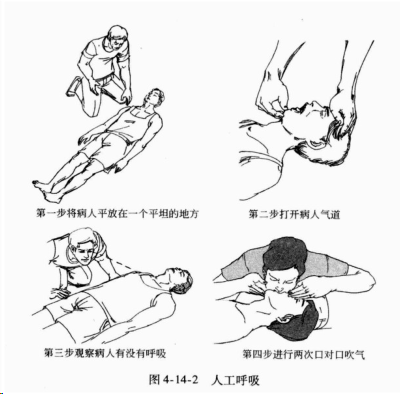 第一步将病人平放在一个平坦的地方
第二步打开病人气道
第三步观察病人有没有呼吸
第四步进行两次口对口吹气
图 4-14-2 人工呼吸